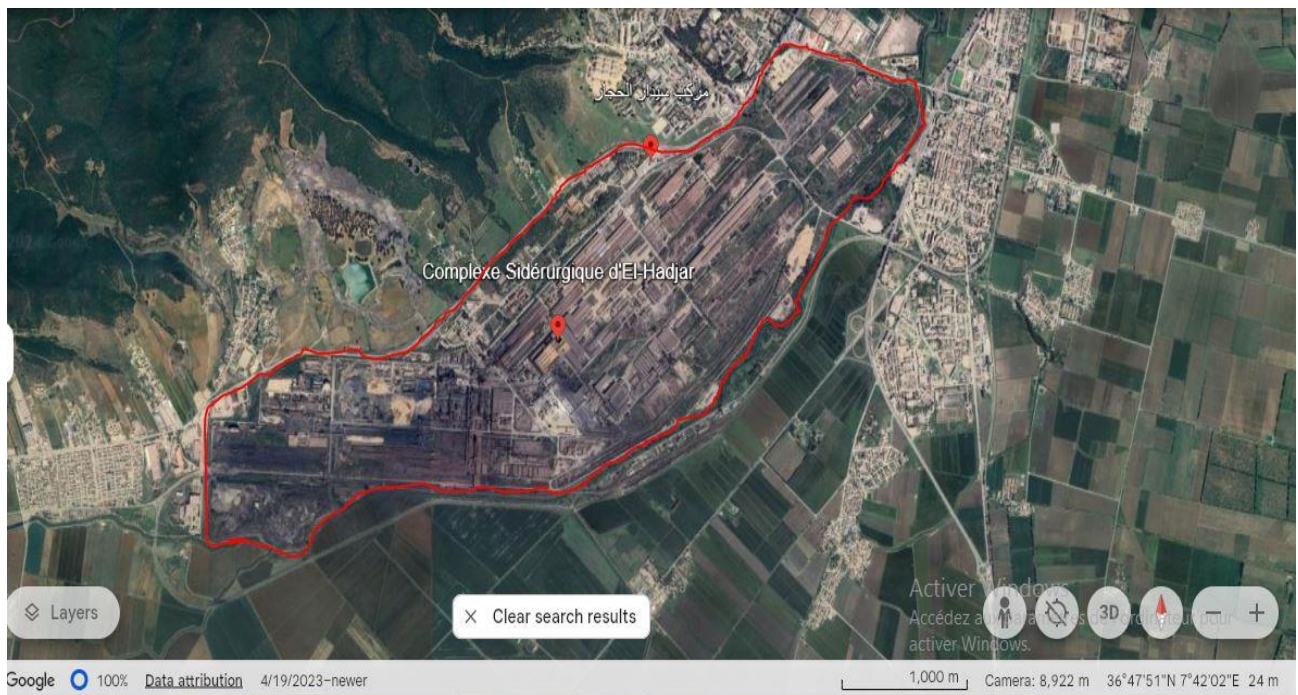 مركب سيدار الحجار
Complexe Sidérurgique d'El-Hadjar
Layers
Clear search results
3D
Activer Windows
Accédez aux paramètres de l'ordinateur pour
activer Windows.
Google 100% Data attribution 4/19/2023–newer 1,000 m Camera: 8,922 m 36°47'51"N 7°42'02"E 24 m